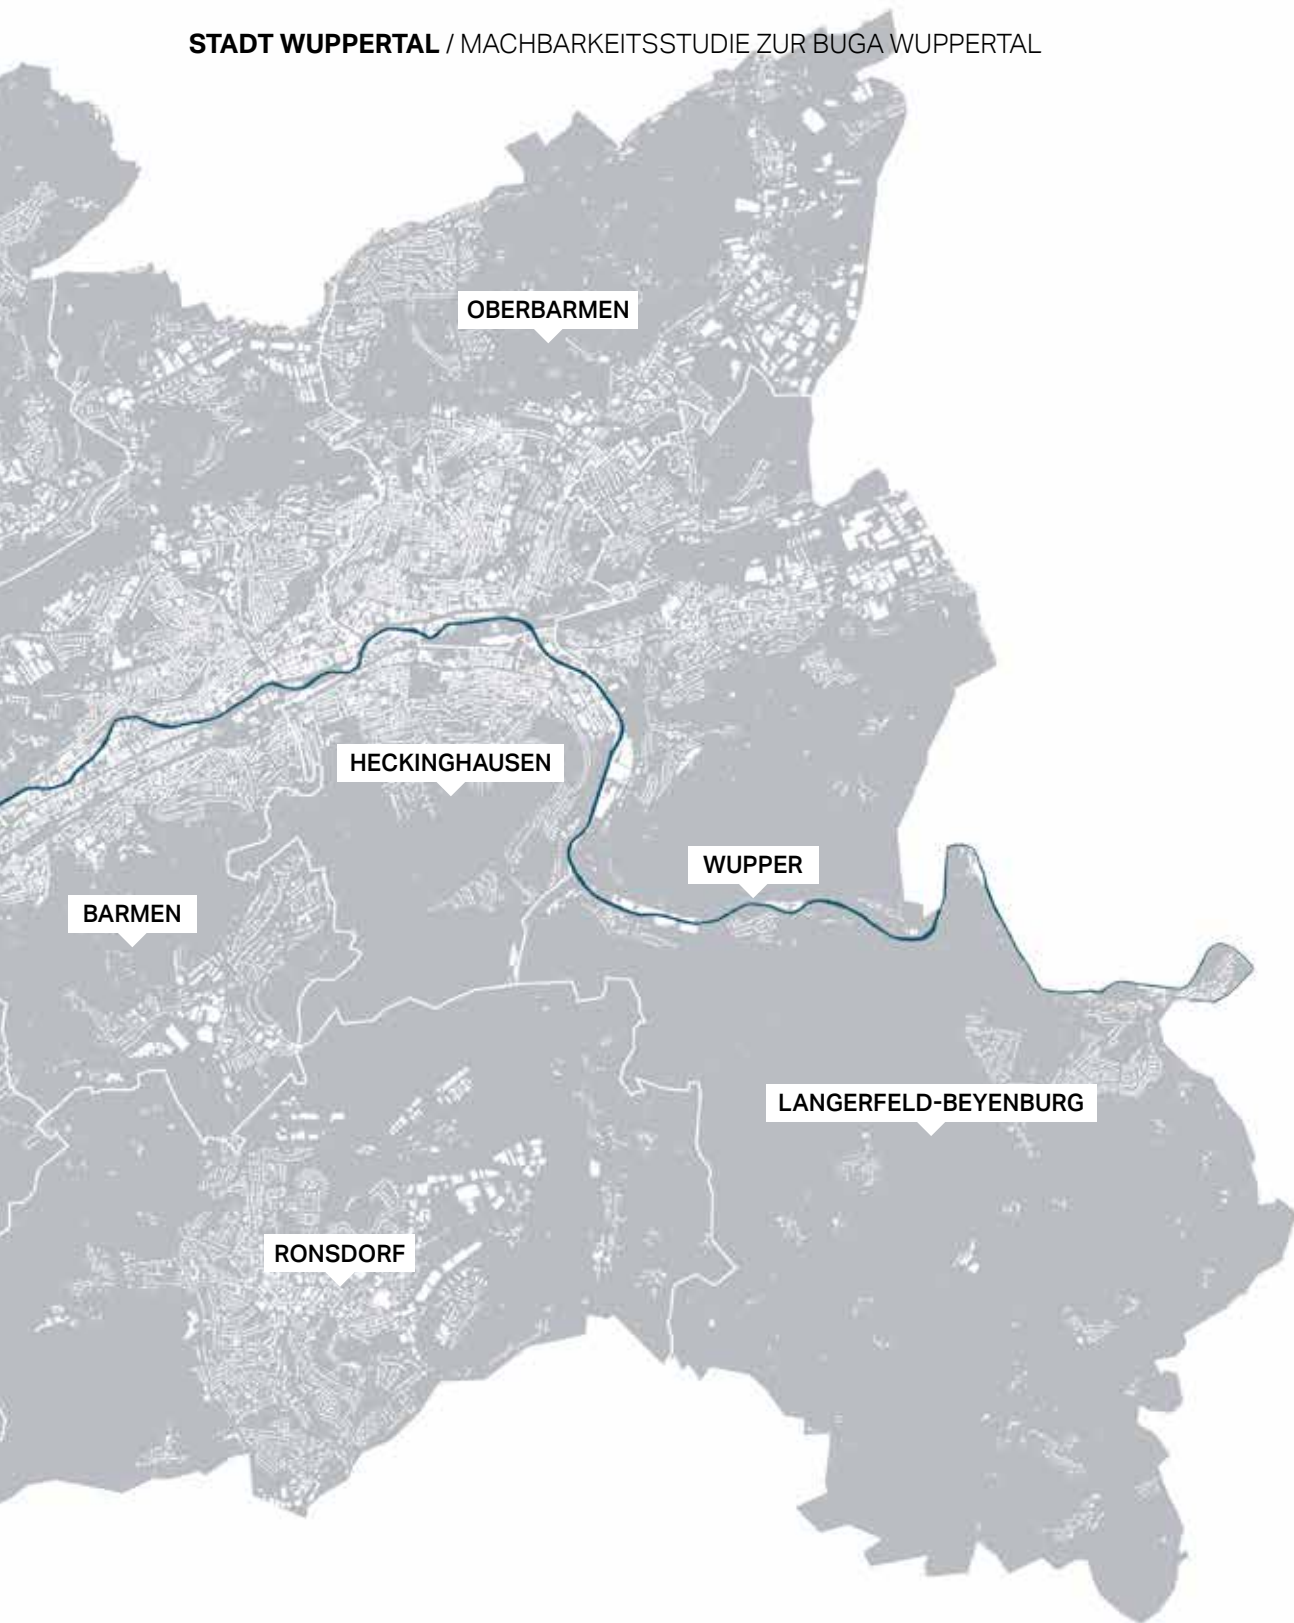 STADT WUPPERTAL / MACHBARKEITSSTUDIE ZUR BUGA WUPPERTAL
OBERBARMEN
HECKINGHAUSEN
WUPPER
BARMEN
LANGERFELD-BEYENBURG
RONSDORF